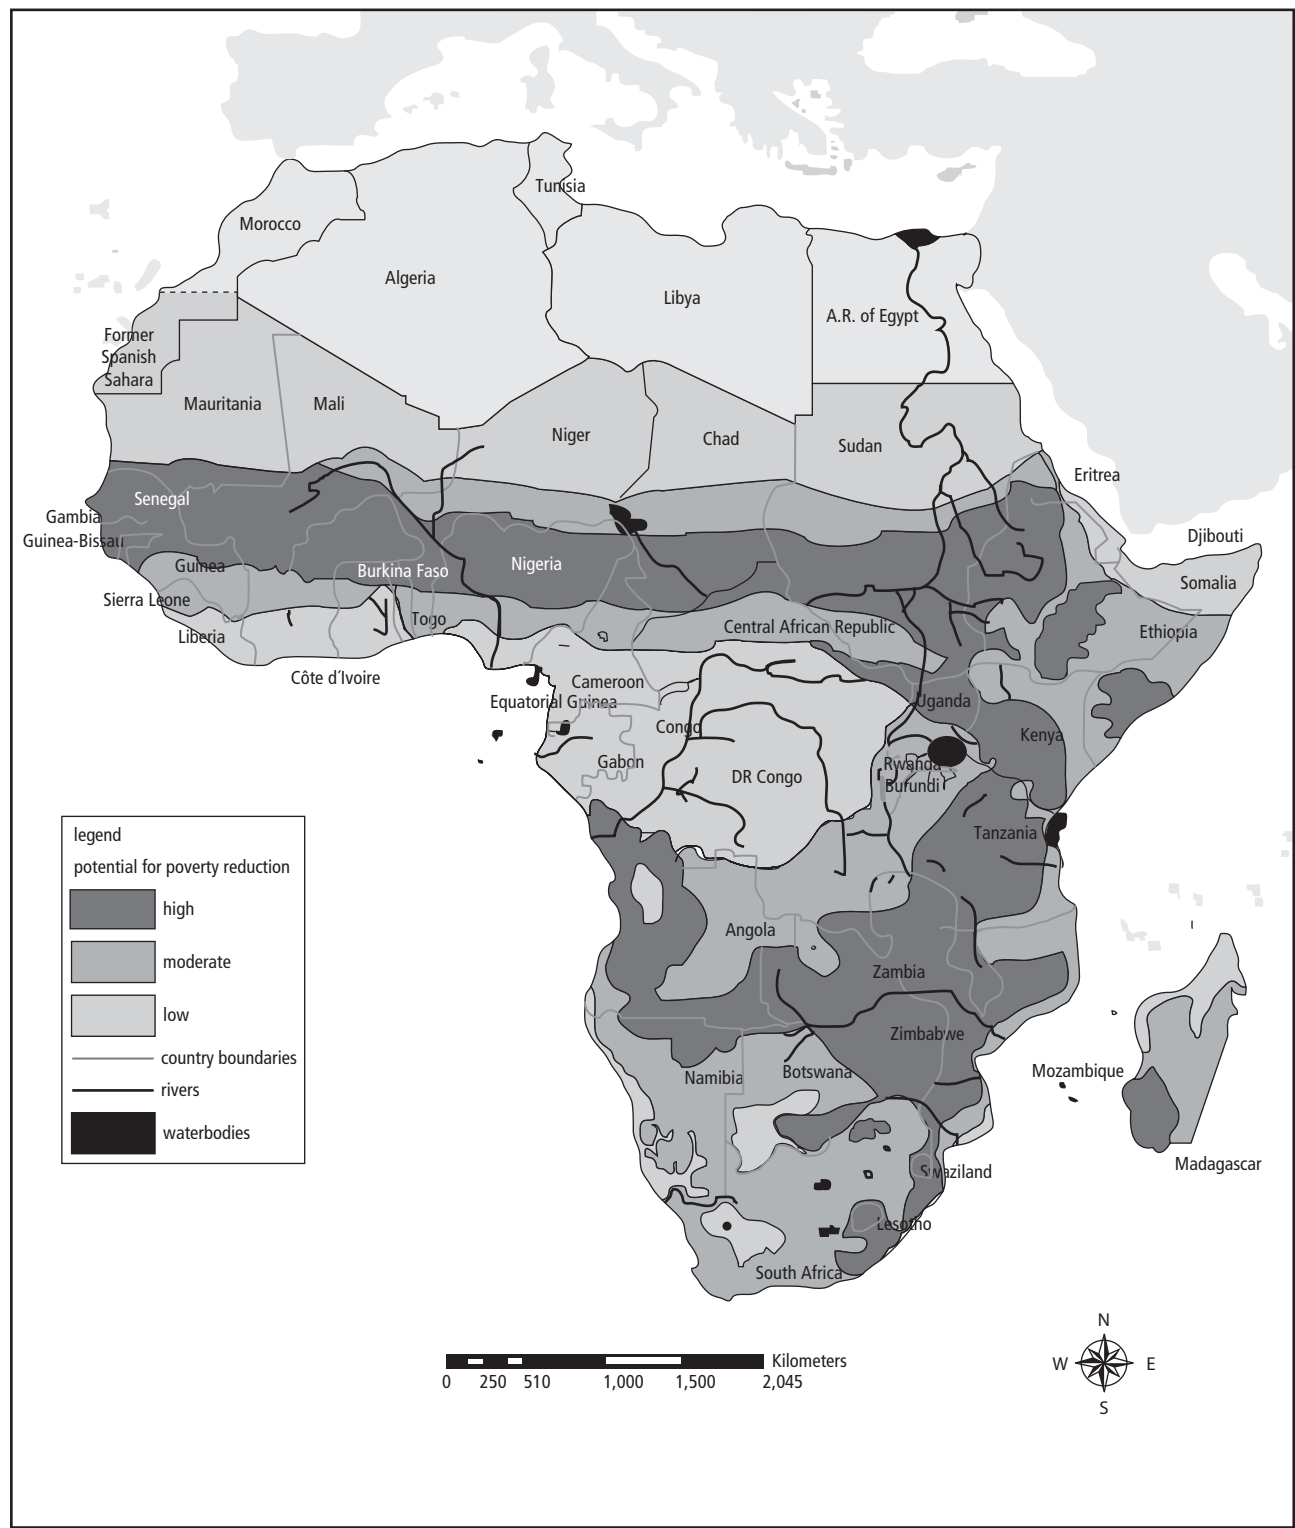 Tunisia
Morocco
Algeria
Libya
A.R. of Egypt
Former
Spanish
Sahara
Mauritania
Mali
Niger
Chad
Sudan
Eritrea
Senegal
Gambia
Guinea-Bissau
Djibouti
Guinea
Burkina Faso
Nigeria
Somalia
Sierra Leone
Togo
Central African Republic
Ethiopia
Liberia
Côte d´Ivoire
Cameroon
Equatorial Guinea
Uganda
Congo
Kenya
Gabon
DR Congo
Rwanda
Burundi
Tanzania
legend
potential for poverty reduction
high
moderate
low
country boundaries
rivers
waterbodies
Angola
Zambia
Zimbabwe
Namibia
Botswana
Mozambique
Madagascar
Swaziland
Lesotho
South Africa
N
W
E
S
Kilometers
0 250 510 1,000 1,500 2,045